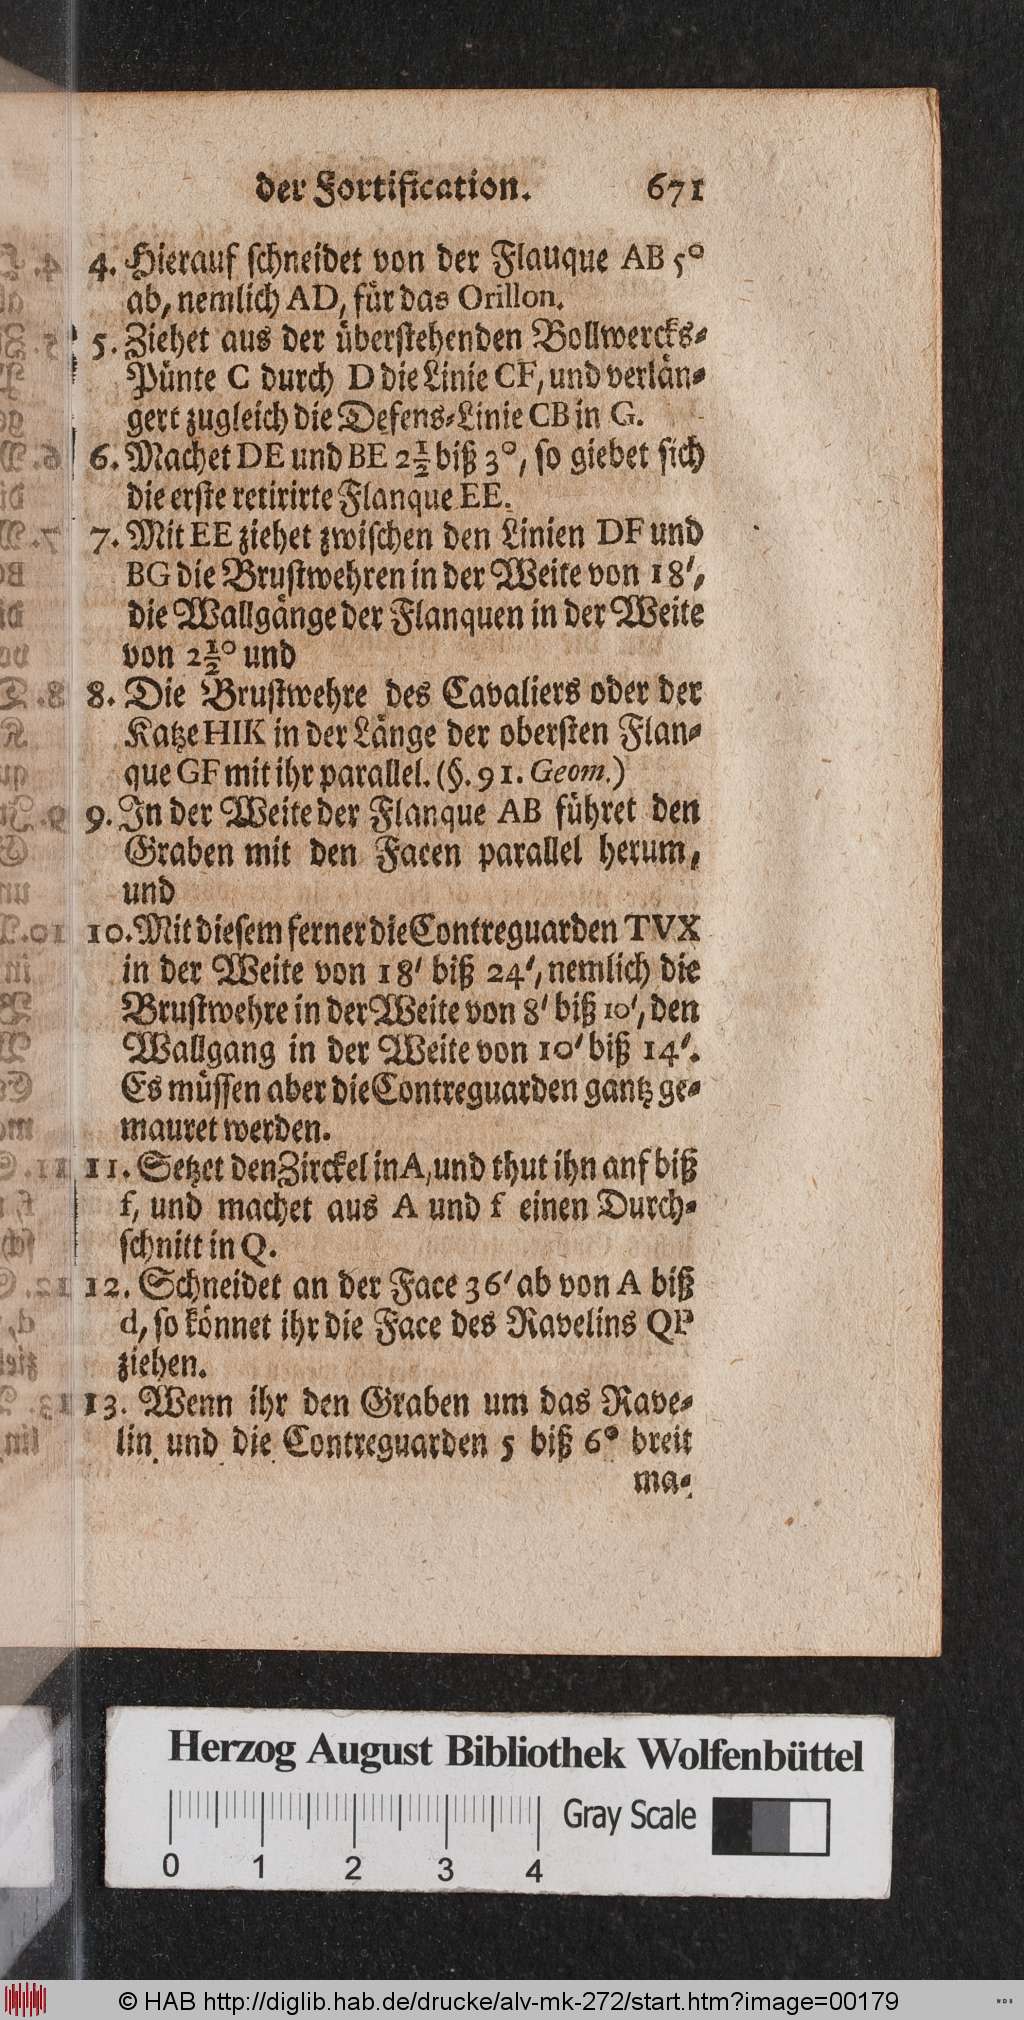 der Fortification. 671
4. Hierauf schneidet von der Flauque AB 5°
ab, nemlich AD, für das Orillon.
5. Ziehet aus der überstehenden Bollwercks-
Pünte C durch D die Linie CF, und verlän-
gert zugleich die Defens-Linie CB in G.
6. Machet DE und BE 2½ biß 3°, so giebet sich
die erste retirirte Flanque EE.
7. Mit EE ziehet zwischen den Linien DF und
BG die Brustwehren in der Weite von 18',
die Wallgänge der Flanquen in der Weite
von 2½° und
8. Die Brustwehre des Cavaliers oder der
Katze HIK in der Länge der obersten Flan-
que GF mit ihr parallel. (§. 91. Geom.)
9. In der Weite der Flanque AB führet den
Graben mit den Facen parallel herum,
und
10. Mit diesem ferner die Contreguarden TVX
in der Weite von 18' biß 24', nemlich die
Brustwehre in der Weite von 8' biß 10', den
Wallgang in der Weite von 10' biß 14'.
Es müssen aber die Contreguarden gantz ge-
mauret werden.
11. Setzet den Zirckel in A, und thut ihn anf biß
f, und machet aus A und f einen Durch-
schnitt in Q.
12. Schneidet an der Face 36' ab von A biß
d, so könnet ihr die Face des Ravelins QP
ziehen.
13. Wenn ihr den Graben um das Rave-
lin und die Contreguarden 5 biß 6° breit
ma-
Herzog August Bibliothek Wolfenbüttel
0 1 2 3 4 Gray Scale
© HAB http://diglib.hab.de/drucke/alv-mk-272/start.htm?image=00179